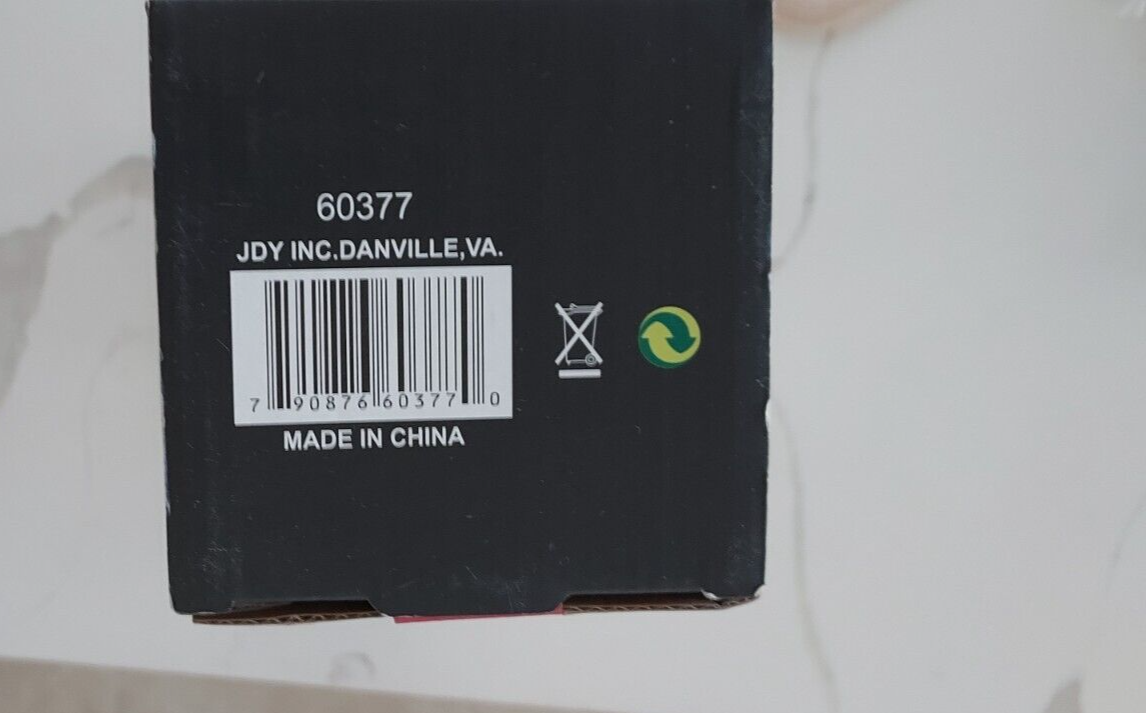 60377
JDY INC.DANVILLE,VA.
7 90876 60377 0
MADE IN CHINA